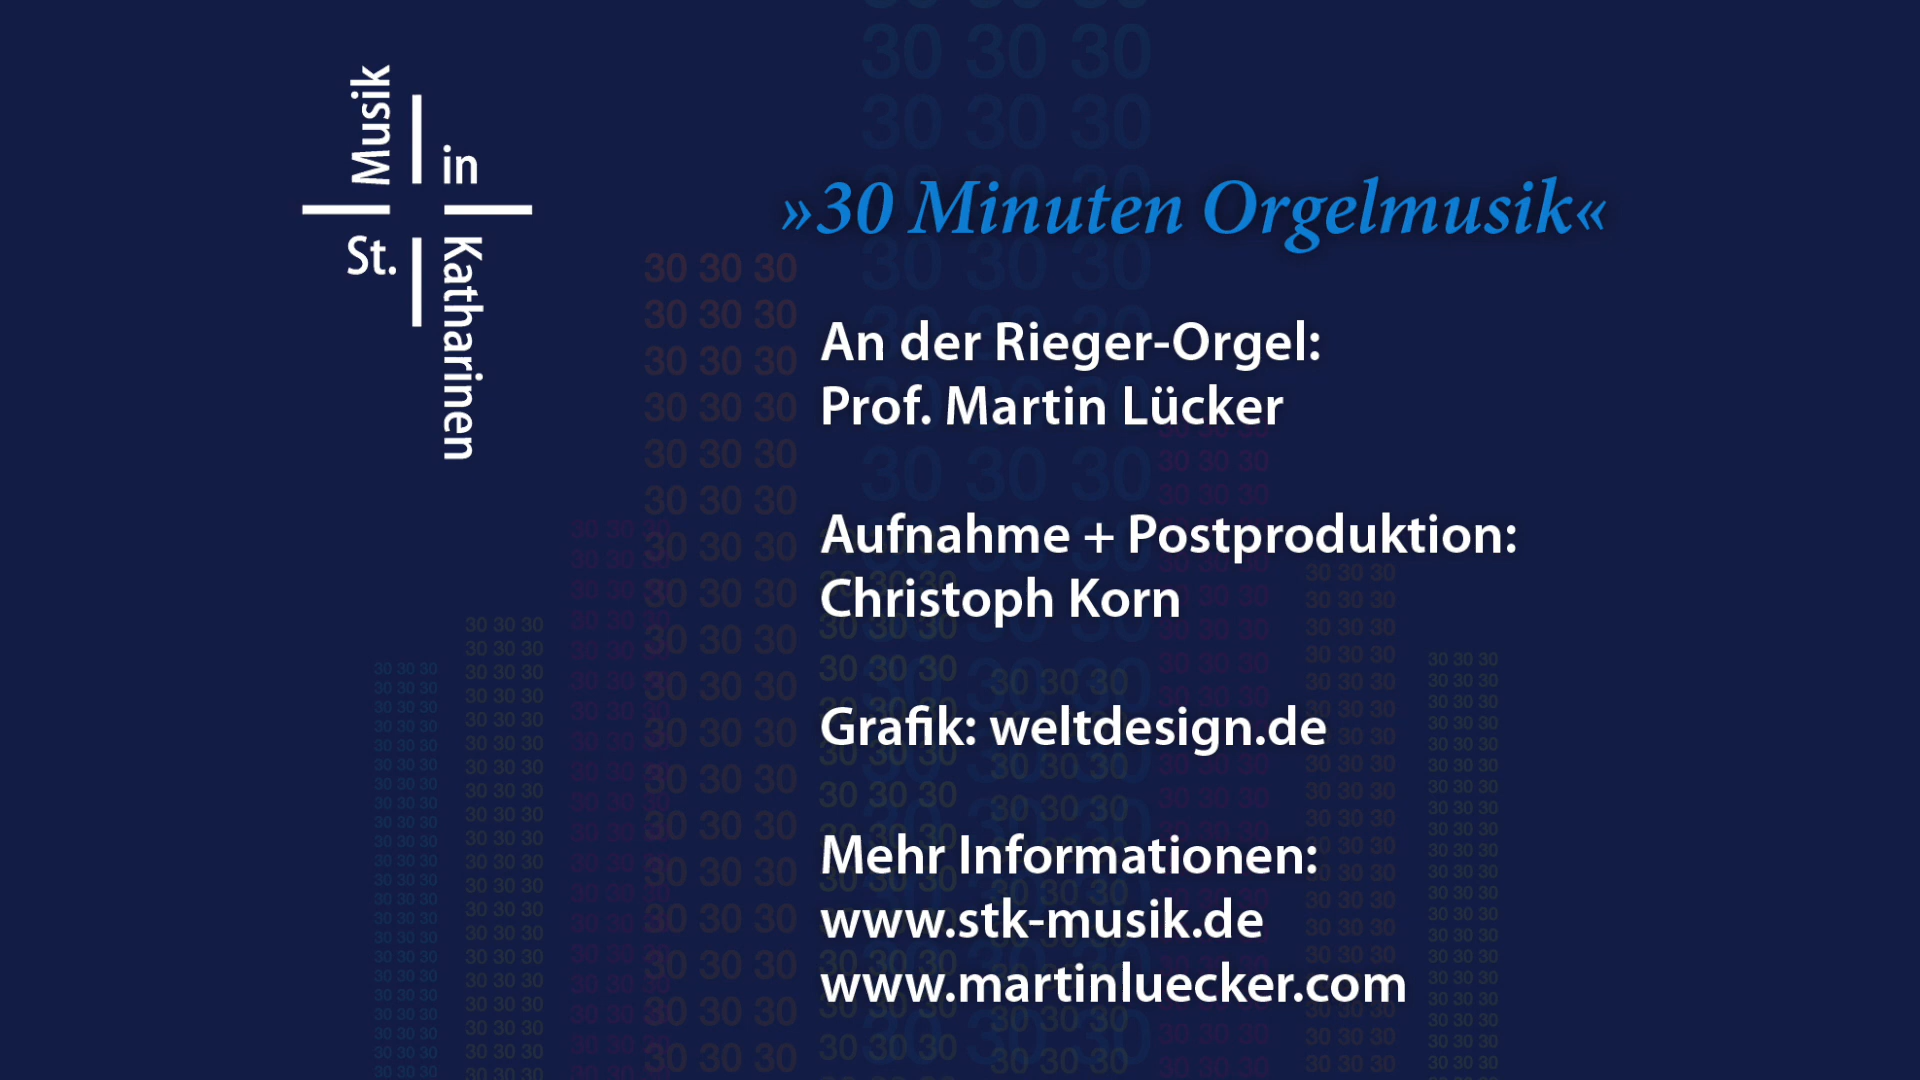 Musik
in
St.
Katharinen
»30 Minuten Orgelmusik«
An der Rieger-Orgel:
Prof. Martin Lücker
Aufnahme + Postproduktion:
Christoph Korn
Grafik: weltdesign.de
Mehr Informationen:
www.stk-musik.de
www.martinluecker.com